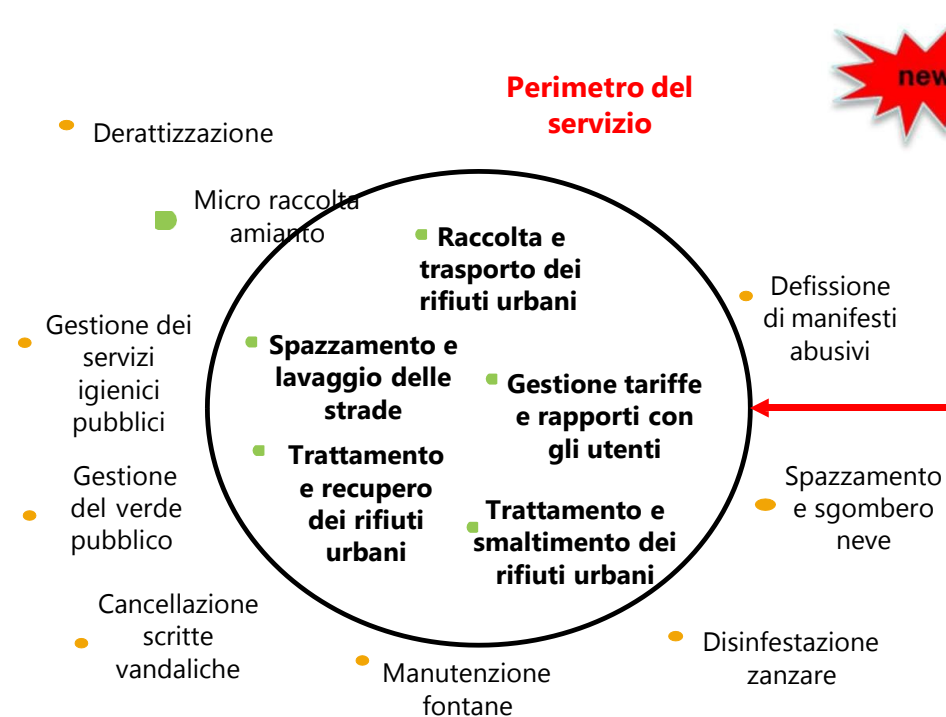 new
Perimetro del
servizio
Derattizzazione
Micro raccolta
amianto
Raccolta e
trasporto dei
rifiuti urbani
Defissione
di manifesti
abusivi
Gestione dei
servizi
igienici
pubblici
Spazzamento e
lavaggio delle
strade
Gestione tariffe
e rapporti con
gli utenti
Trattamento
e recupero
dei rifiuti
urbani
Gestione
del verde
pubblico
Spazzamento
e sgombero
neve
Trattamento e
smaltimento dei
rifiuti urbani
Cancellazione
scritte
vandaliche
Manutenzione
fontane
Disinfestazione
zanzare